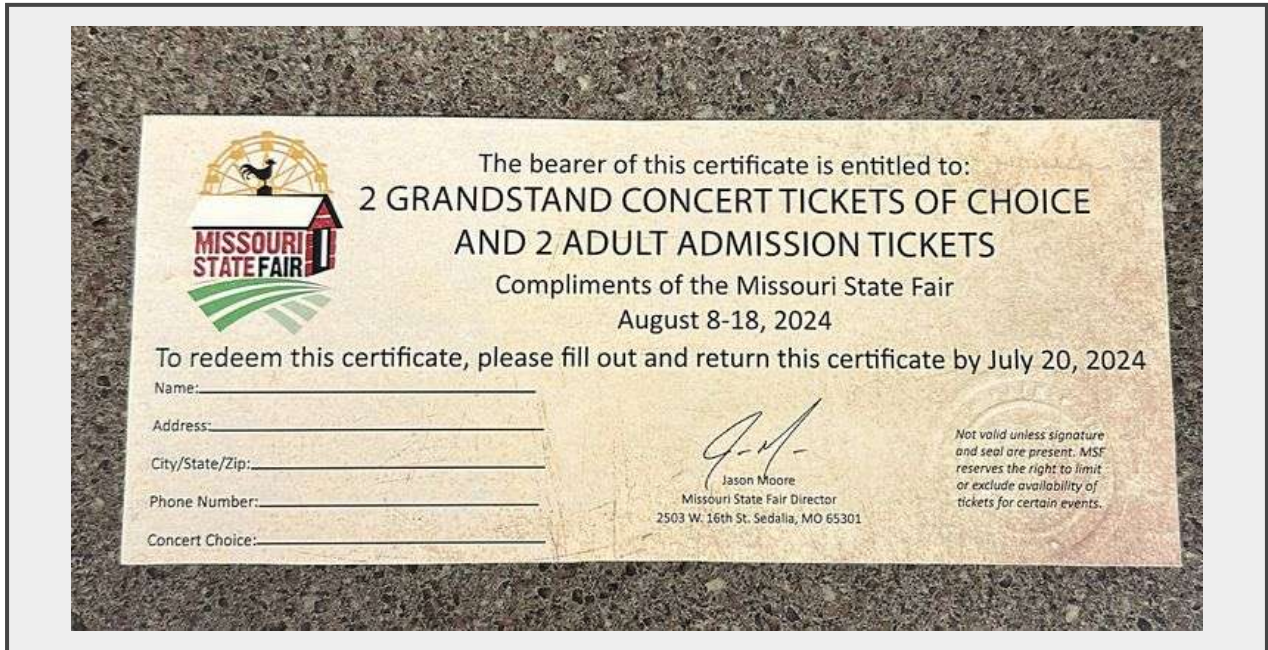 MISSOURI
STATE FAIR
The bearer of this certificate is entitled to:
2 GRANDSTAND CONCERT TICKETS OF CHOICE
AND 2 ADULT ADMISSION TICKETS
Compliments of the Missouri State Fair
August 8-18, 2024
To redeem this certificate, please fill out and return this certificate by July 20, 2024
Name:
Address:
City/State/Zip:
Phone Number:
Concert Choice:
Jason Moore
Missouri State Fair Director
2503 W. 16th St. Sedalia, MO 65301
Not valid unless signature
and seal are present. MSF
reserves the right to limit
or exclude availability of
tickets for certain events.